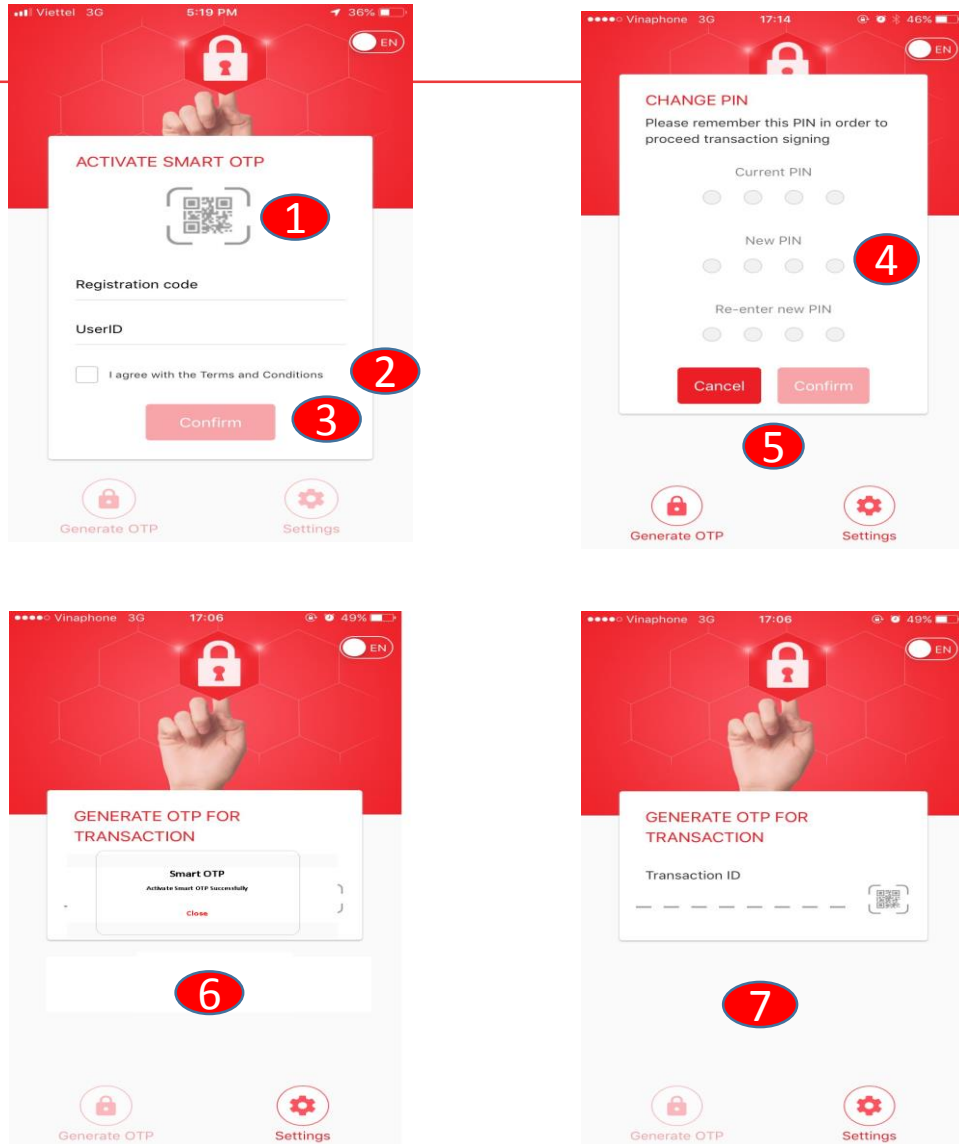 Viettel 3G 5:19 PM 36%
EN
ACTIVATE SMART OTP
1
Registration code
UserID
I agree with the Terms and Conditions
2
Confirm
3
Generate OTP Settings
Vinaphone 3G 17:14 46%
EN
CHANGE PIN
Please remember this PIN in order to
proceed transaction signing
Current PIN
New PIN
4
Re-enter new PIN
Cancel Confirm
5
Generate OTP Settings
Vinaphone 3G 17:06 49%
EN
GENERATE OTP FOR
TRANSACTION
Smart OTP
Activate Smart OTP Successfully
Close
6
Generate OTP Settings
Vinaphone 3G 17:06 49%
EN
GENERATE OTP FOR
TRANSACTION
Transaction ID
7
Generate OTP Settings